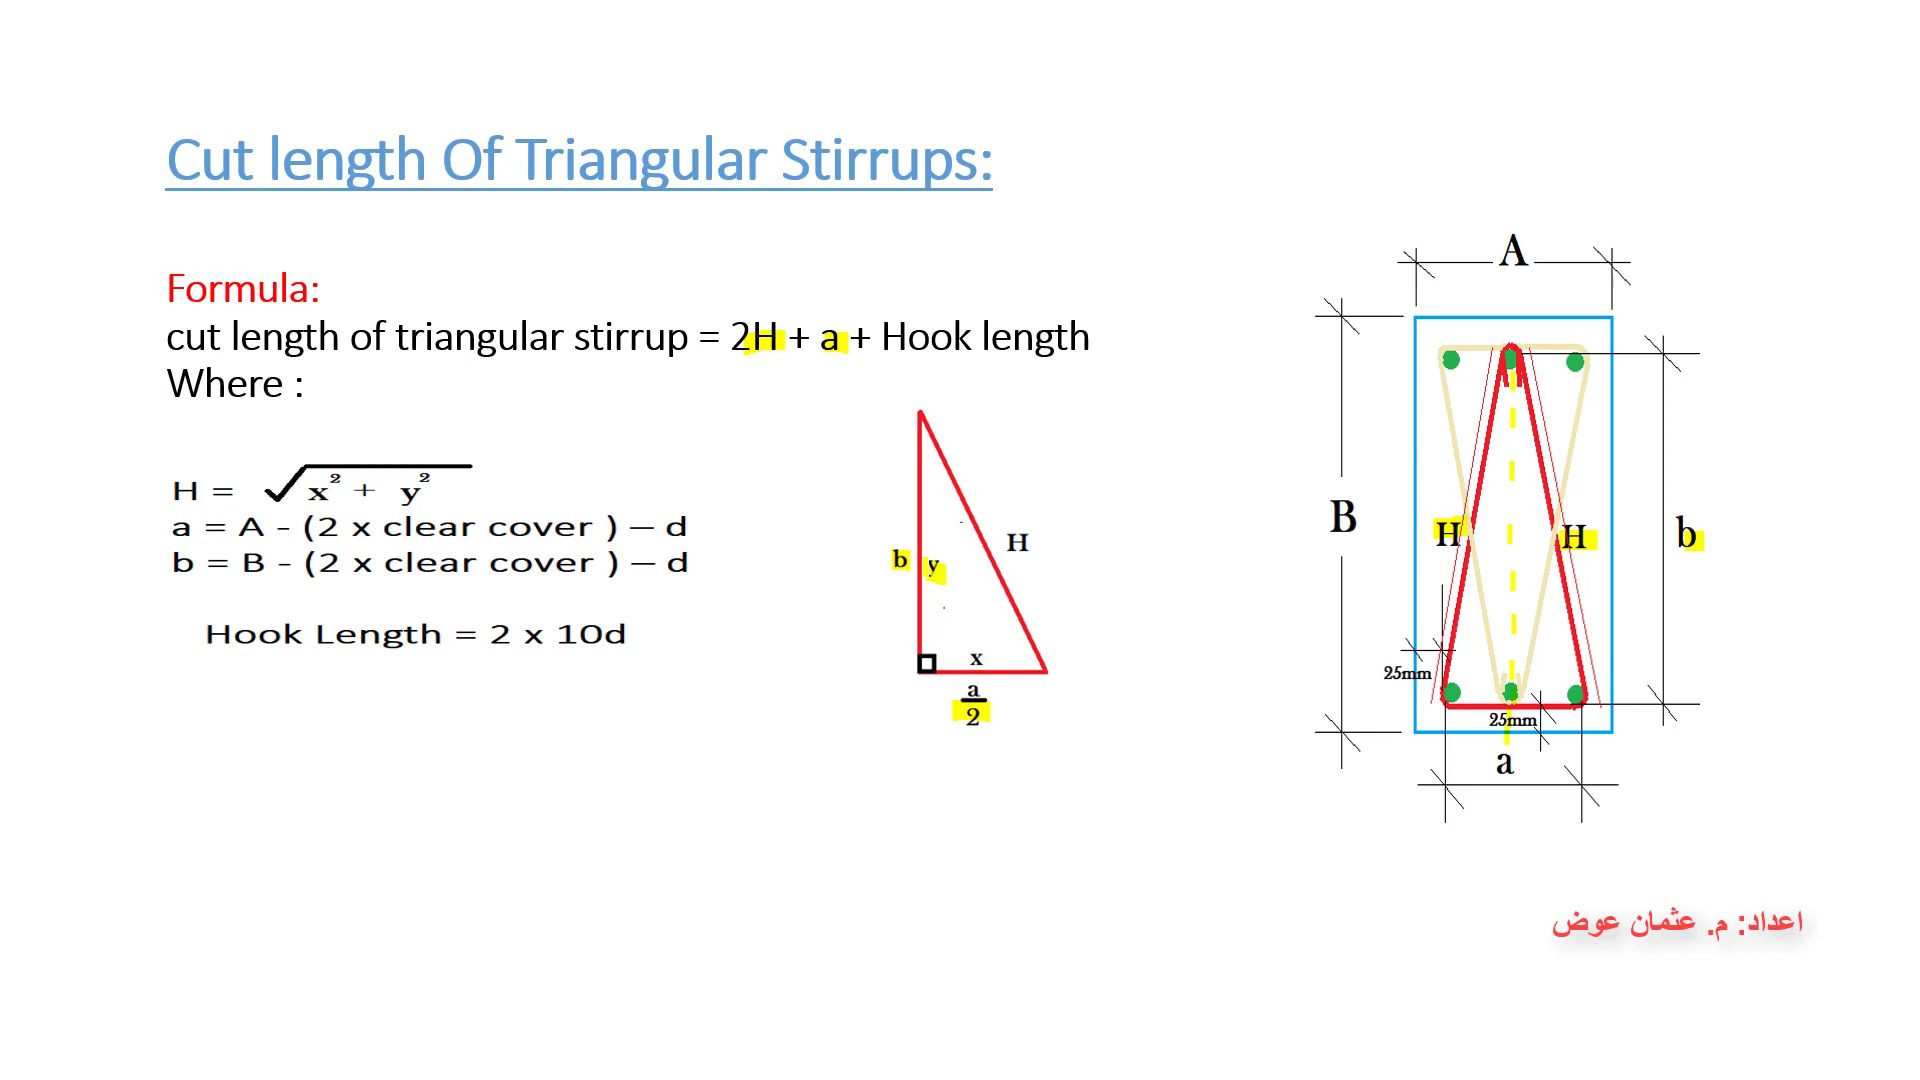 Cut length Of Triangular Stirrups:
Formula:
cut length of triangular stirrup = 2H + a + Hook length
Where :
H = √x² + y²
a = A - (2 x clear cover ) – d
b = B - (2 x clear cover ) – d
Hook Length = 2 x 10d
b
y
H
x
a
2
A
B
H
H
b
25mm
25mm
a
اعداد: م. عثمان عوض